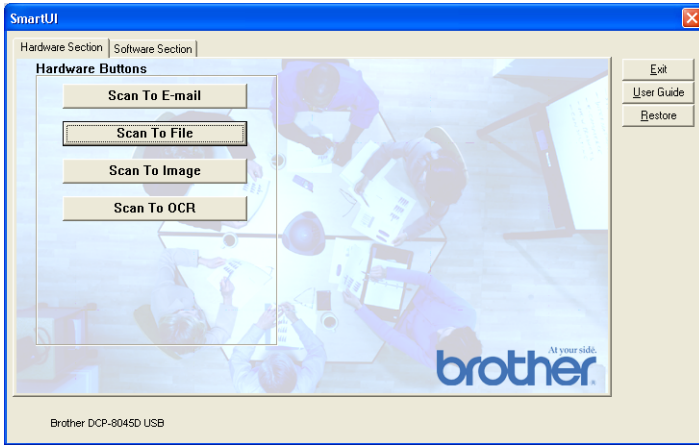 SmartUI
Hardware Section
Software Section
Hardware Buttons
Scan To E-mail
Scan To File
Scan To Image
Scan To OCR
Exit
User Guide
Restore
At your side.
brother
Brother DCP-8045D USB